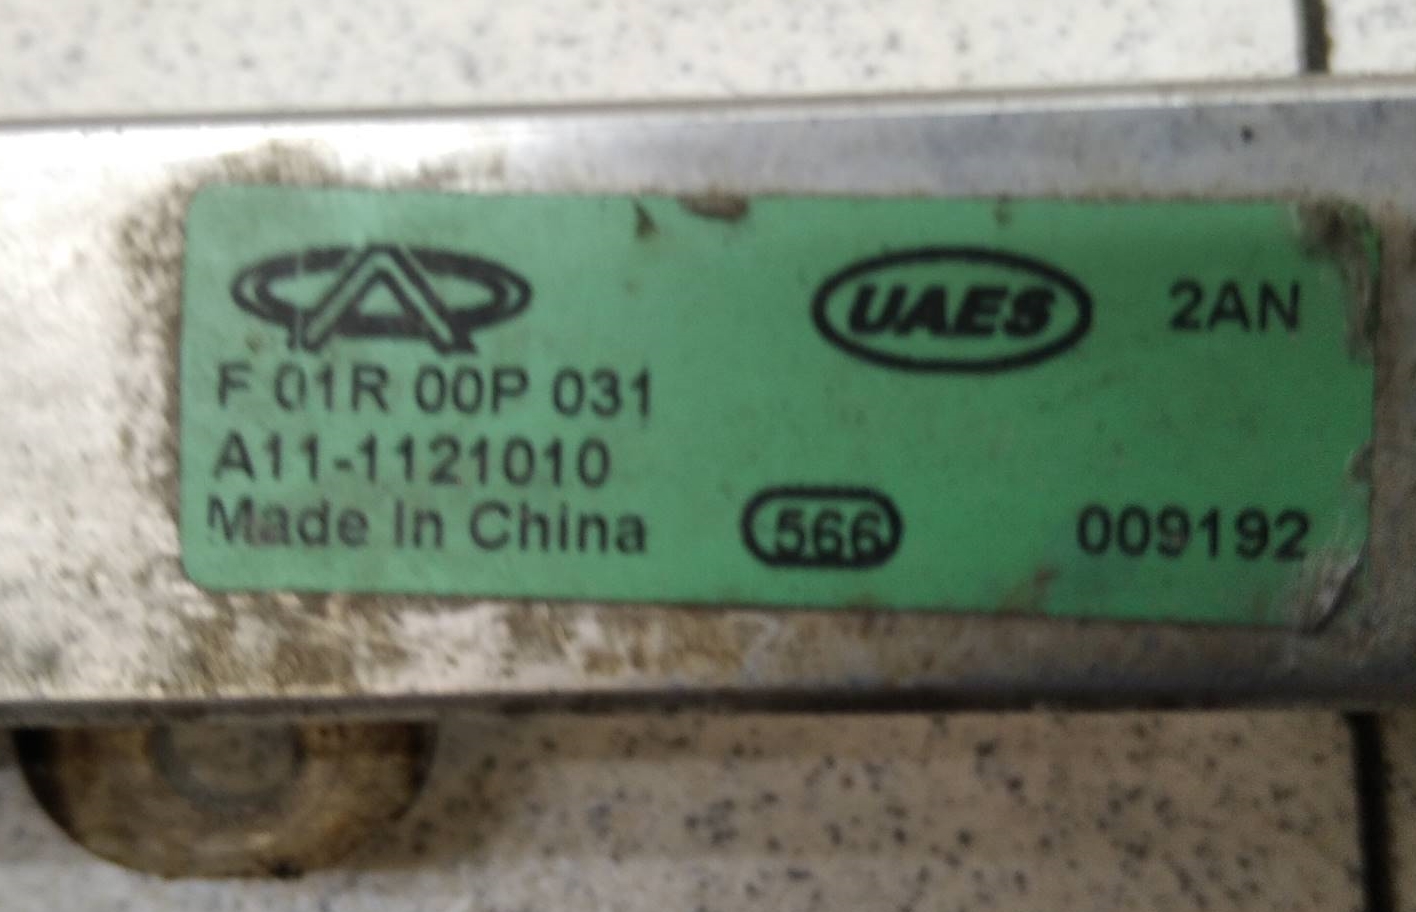 UAES 2AN
F 01R 00P 031
A11-1121010
Made In China 566 009192